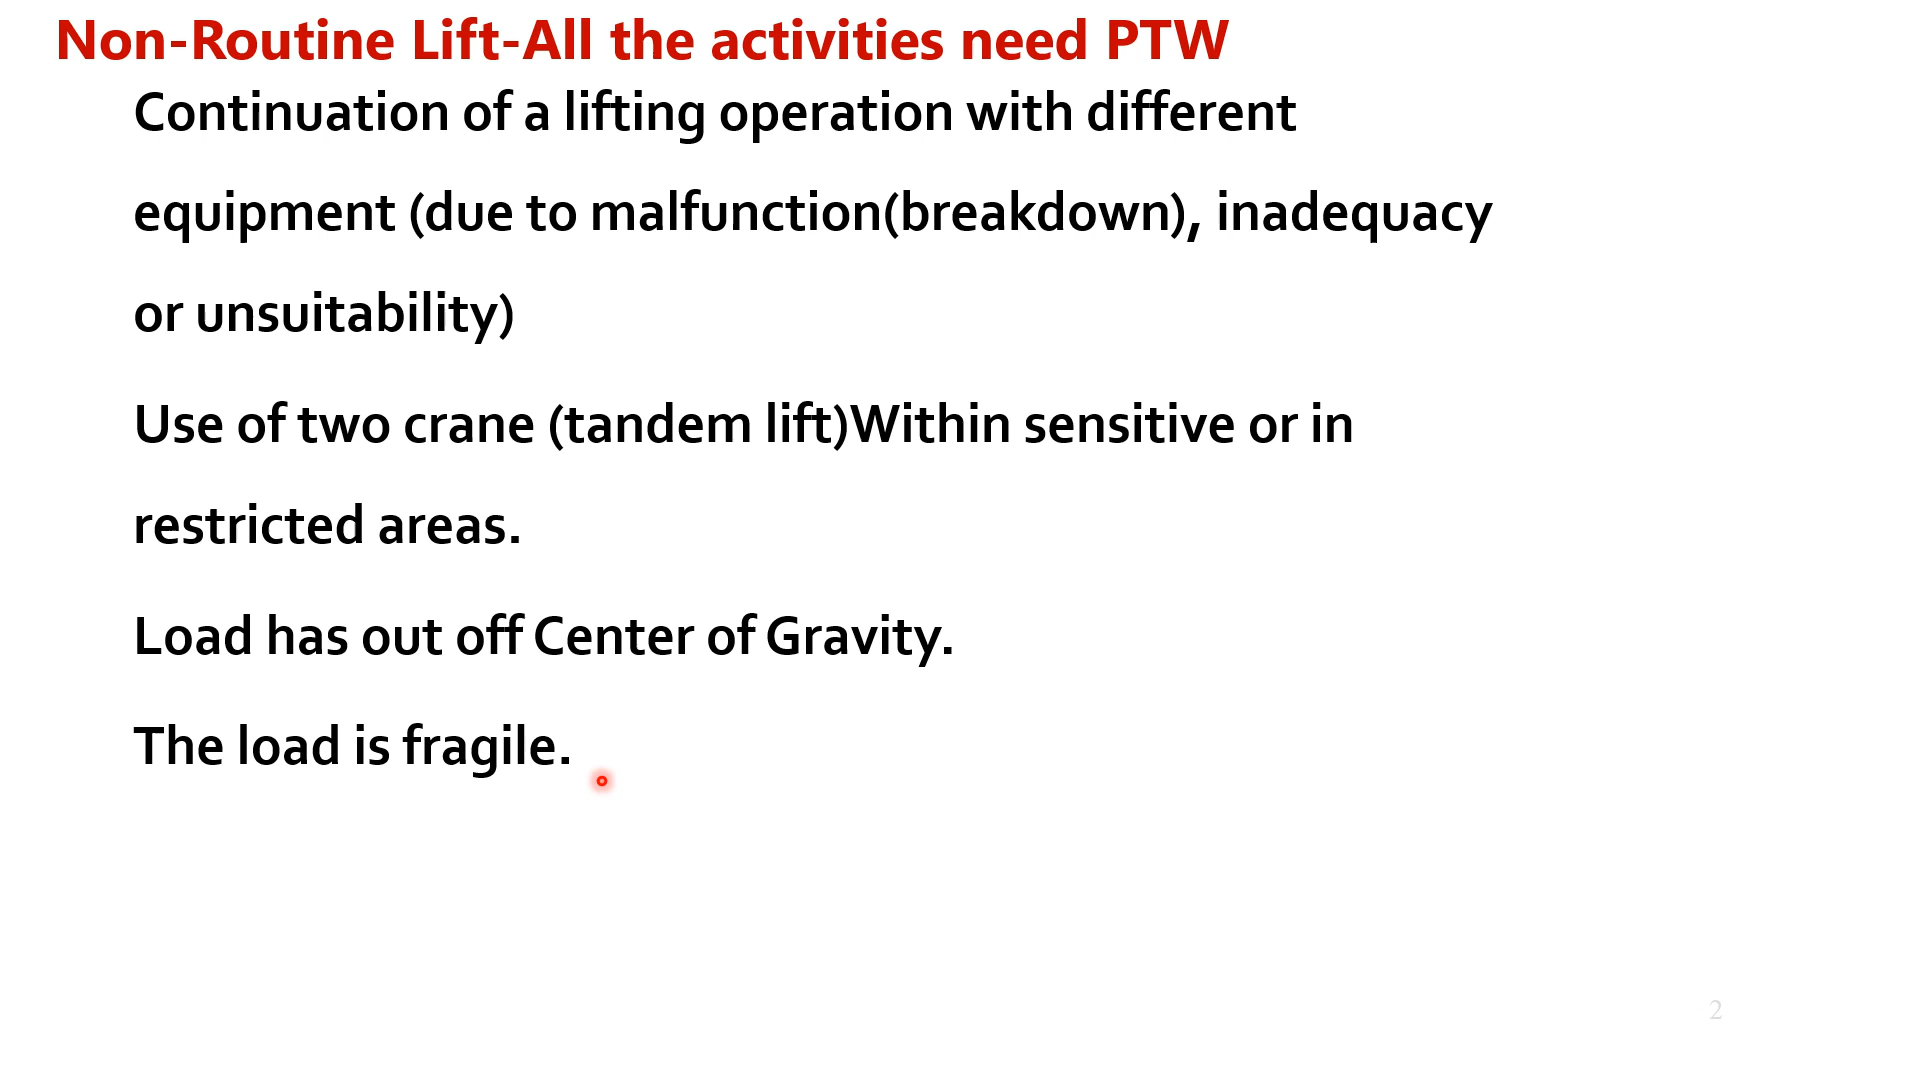 Non-Routine Lift-All the activities need PTW
Continuation of a lifting operation with different
equipment (due to malfunction(breakdown), inadequacy
or unsuitability)
Use of two crane (tandem lift)Within sensitive or in
restricted areas.
Load has out off Center of Gravity.
The load is fragile.
2